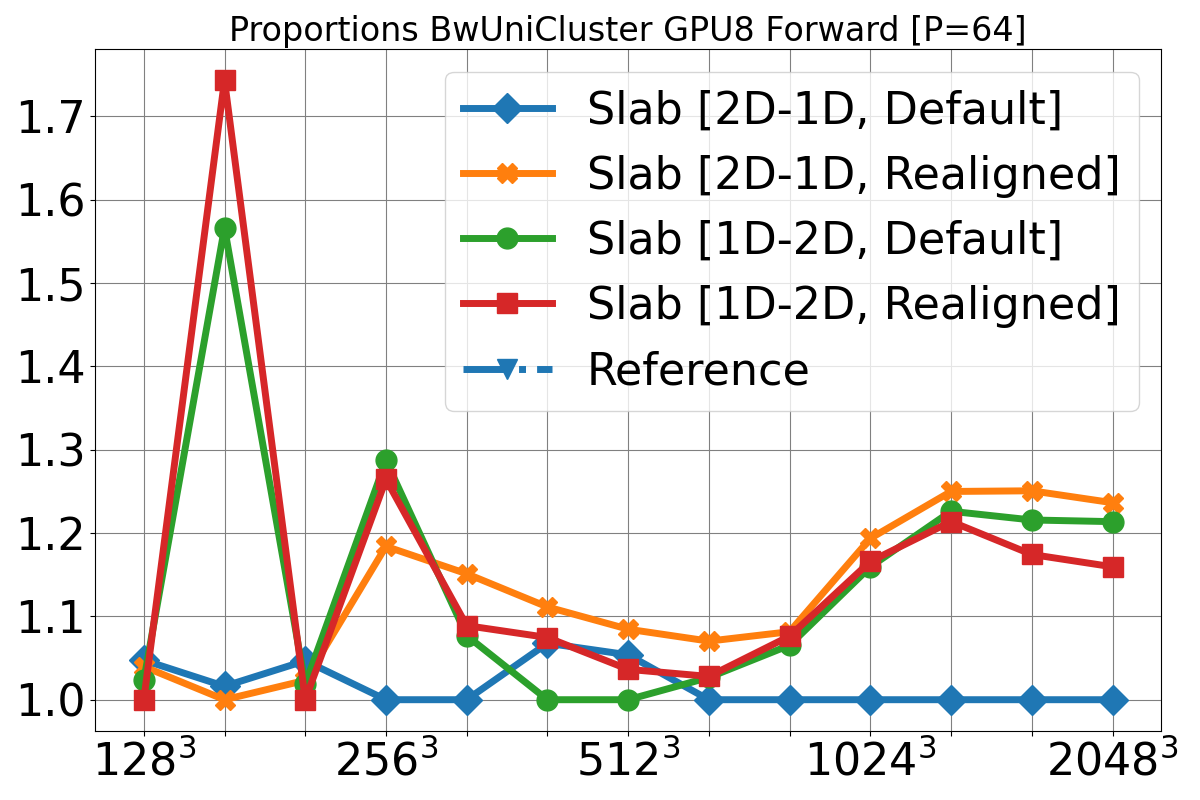 Proportions BwUniCluster GPU8 Forward [P=64]
1.7
1.6
1.5
1.4
1.3
1.2
1.1
1.0
Slab [2D-1D, Default]
Slab [2D-1D, Realigned]
Slab [1D-2D, Default]
Slab [1D-2D, Realigned]
Reference
128³ 256³ 512³ 1024³ 2048³